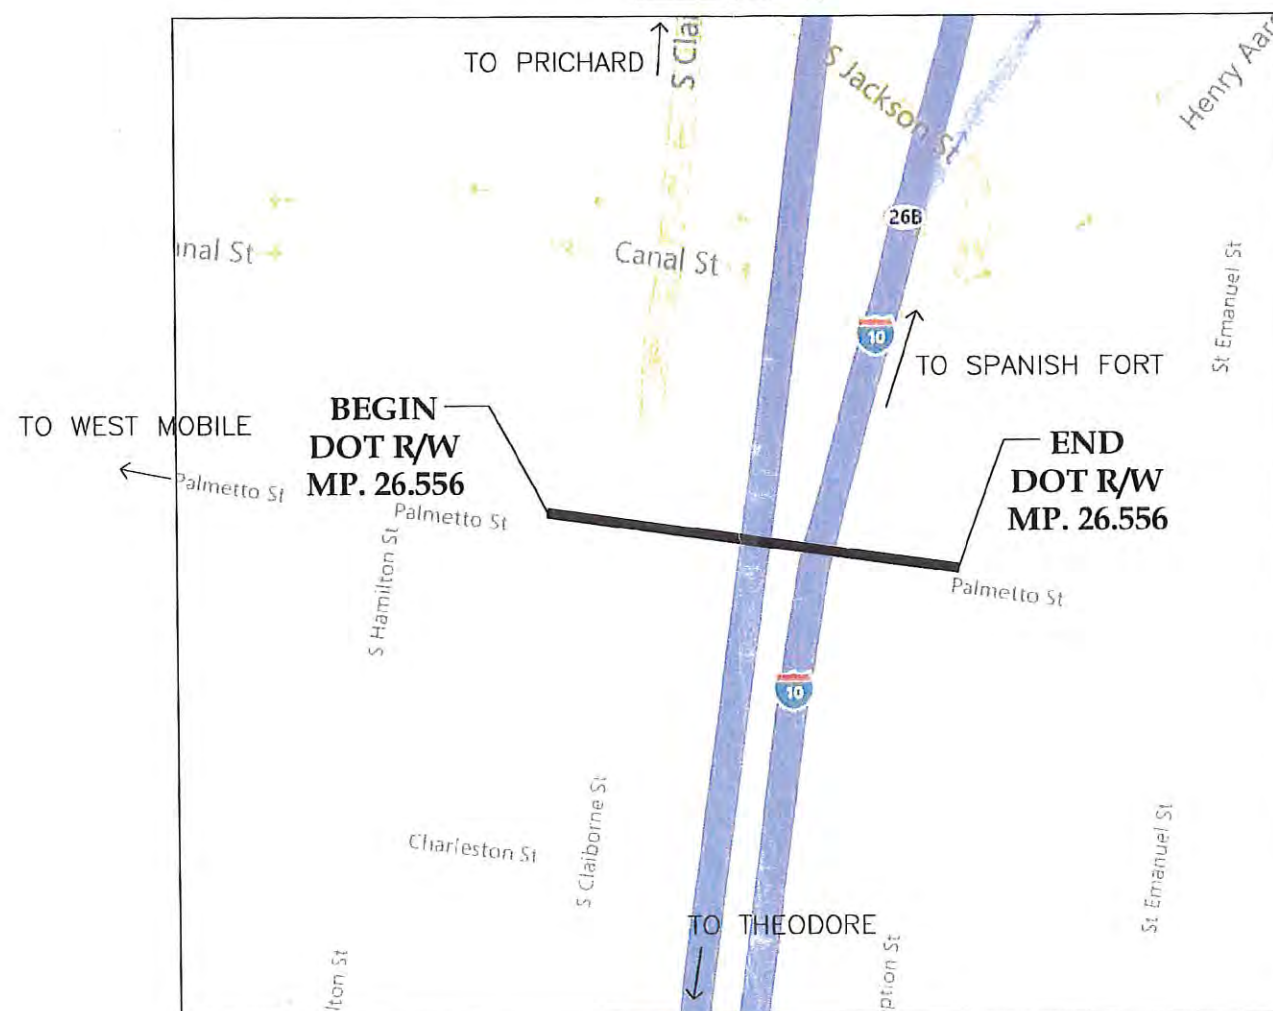 TO PRICHARD
S Cla
S Jackson St
Henry Aar
26B
nal St
Canal St
St Emanuel St
10
TO SPANISH FORT
TO WEST MOBILE
BEGIN
DOT R/W
MP. 26.556
END
DOT R/W
MP. 26.556
Palmetto St
Palmetto St
S Hamilton St
Palmetto St
10
Charleston St
S Claiborne St
St Emanuel St
TO THEODORE
lton St
ption St